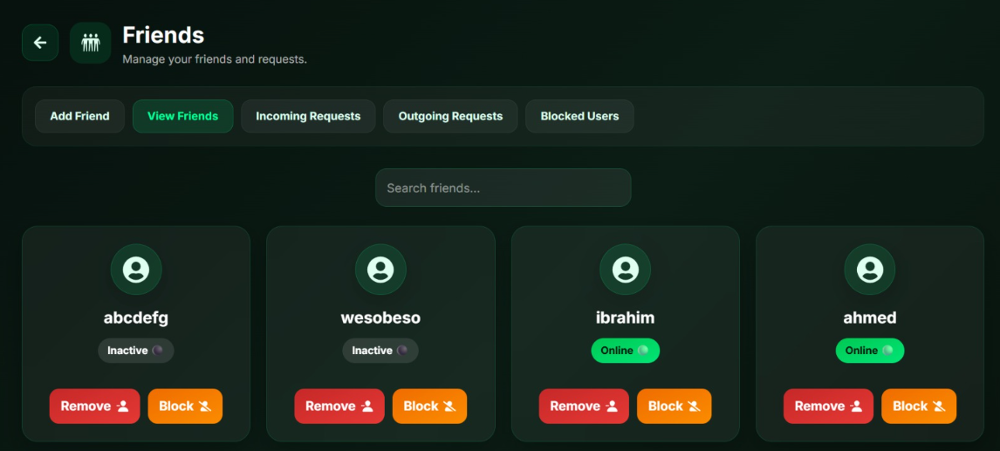 Friends
Manage your friends and requests.
Add Friend View Friends Incoming Requests Outgoing Requests Blocked Users
Search friends...
abcdefg wesobeso ibrahim ahmed
Inactive Inactive Online Online
Remove Block Remove Block Remove Block Remove Block